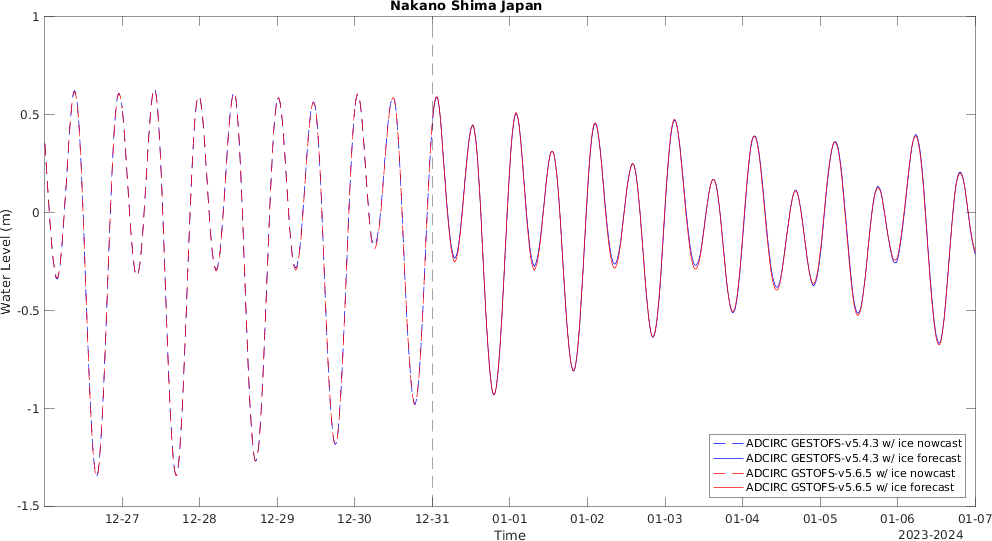 Nakano Shima Japan
Water Level (m)
1
0.5
0
-0.5
-1
-1.5
ADCIRC GESTOFS-v5.4.3 w/ ice nowcast
ADCIRC GESTOFS-v5.4.3 w/ ice forecast
ADCIRC GSTOFS-v5.6.5 w/ ice nowcast
ADCIRC GSTOFS-v5.6.5 w/ ice forecast
12-27 12-28 12-29 12-30 12-31 01-01 01-02 01-03 01-04 01-05 01-06 01-07
Time
2023-2024